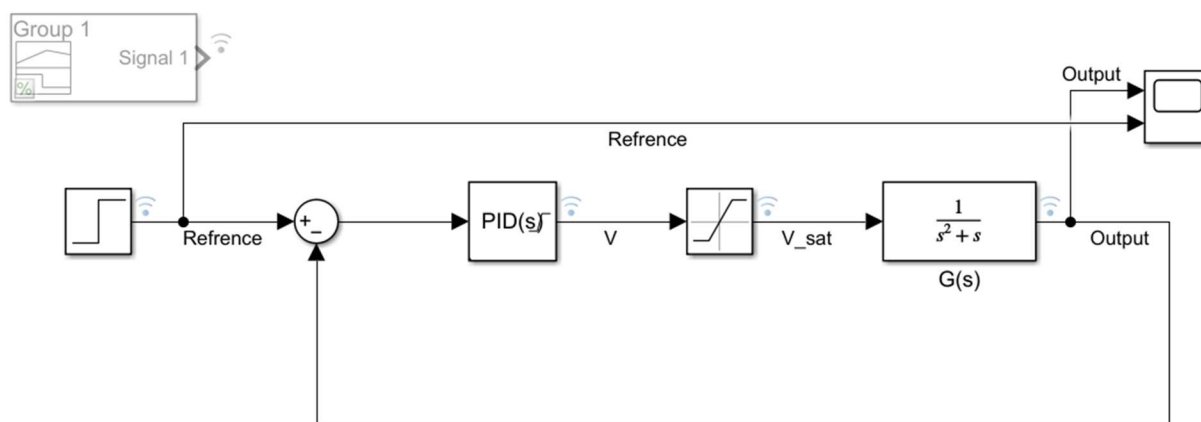 Group 1
Signal 1
%
Output
Refrence
Refrence
+
−
PID(s)
V
V_sat
1
s² + s
G(s)
Output